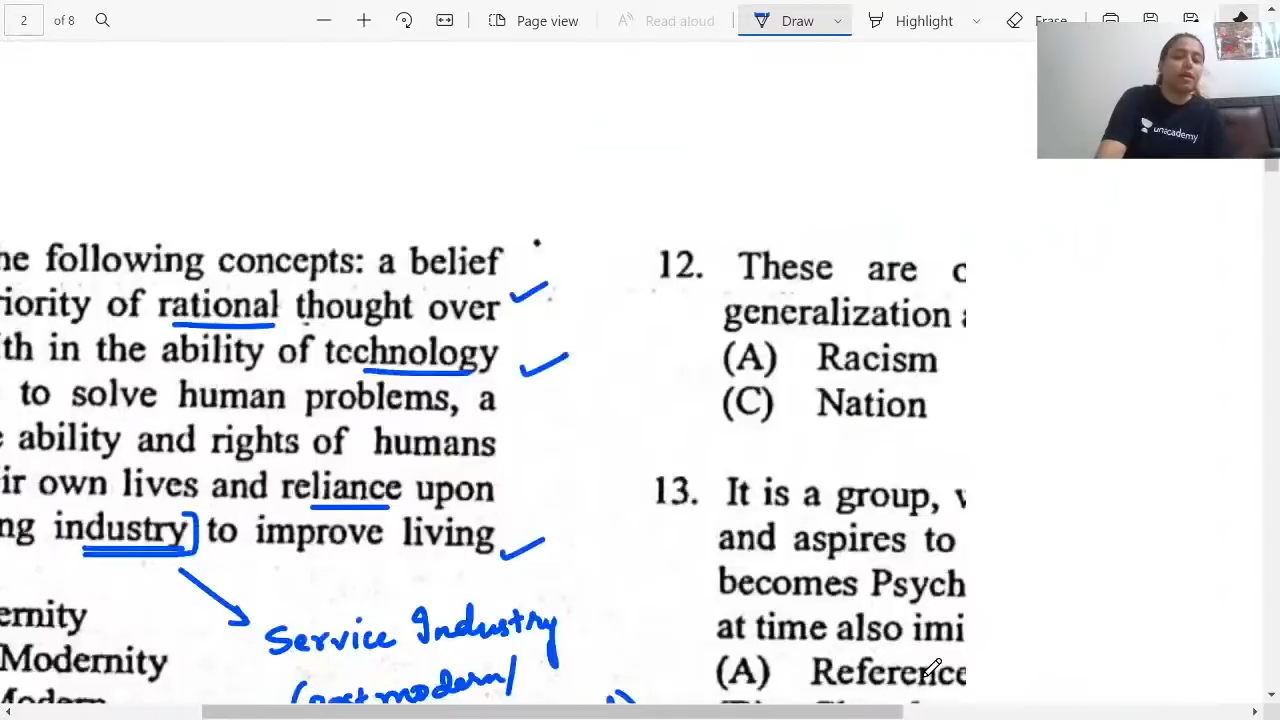 2 of 8 Page view Read aloud Draw Highlight Erase
unacademy
he following concepts: a belief
riority of rational thought over
ith in the ability of technology
to solve human problems, a
ability and rights of humans
ir own lives and reliance upon
ng industry] to improve living
ernity
Modernity
Modern
Service Industry
(postmodern/
12. These are c
generalization a
(A) Racism
(C) Nation
13. It is a group, w
and aspires to
becomes Psych
at time also imi
(A) Reference